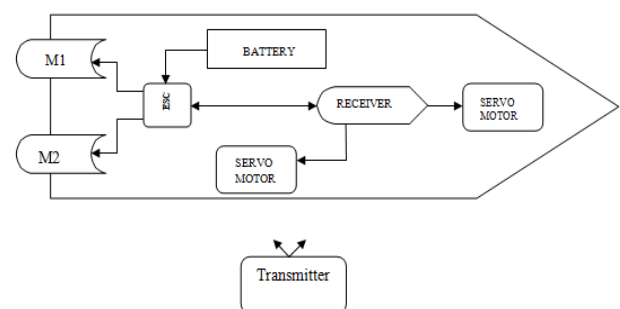 M1
BATTERY
ESC
RECEIVER
SERVO
MOTOR
M2
SERVO
MOTOR
Transmitter